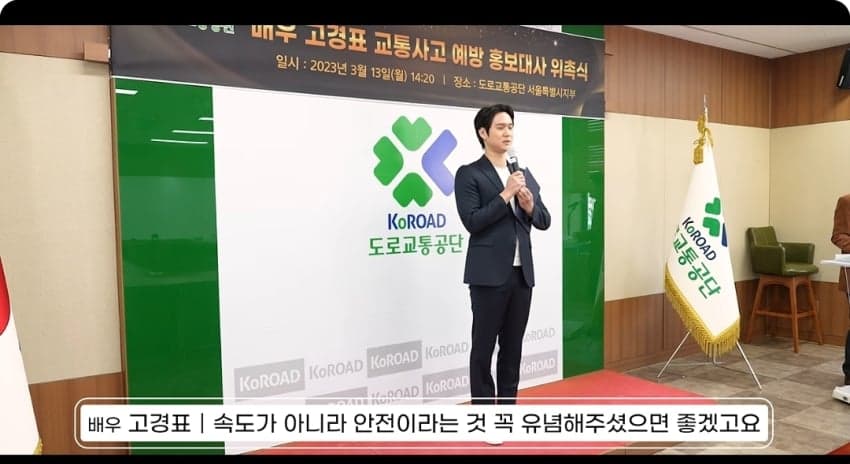 배우 고경표 교통사고 예방 홍보대사 위촉식
일시 : 2023년 3월 13일(월) 14:20 | 장소 : 도로교통공단 서울특별시지부
KoROAD
도로교통공단
KoROAD
교통공단
KoROAD KoROAD KoROAD KoROAD KoROAD
배우 고경표 | 속도가 아니라 안전이라는 것 꼭 유념해주셨으면 좋겠고요